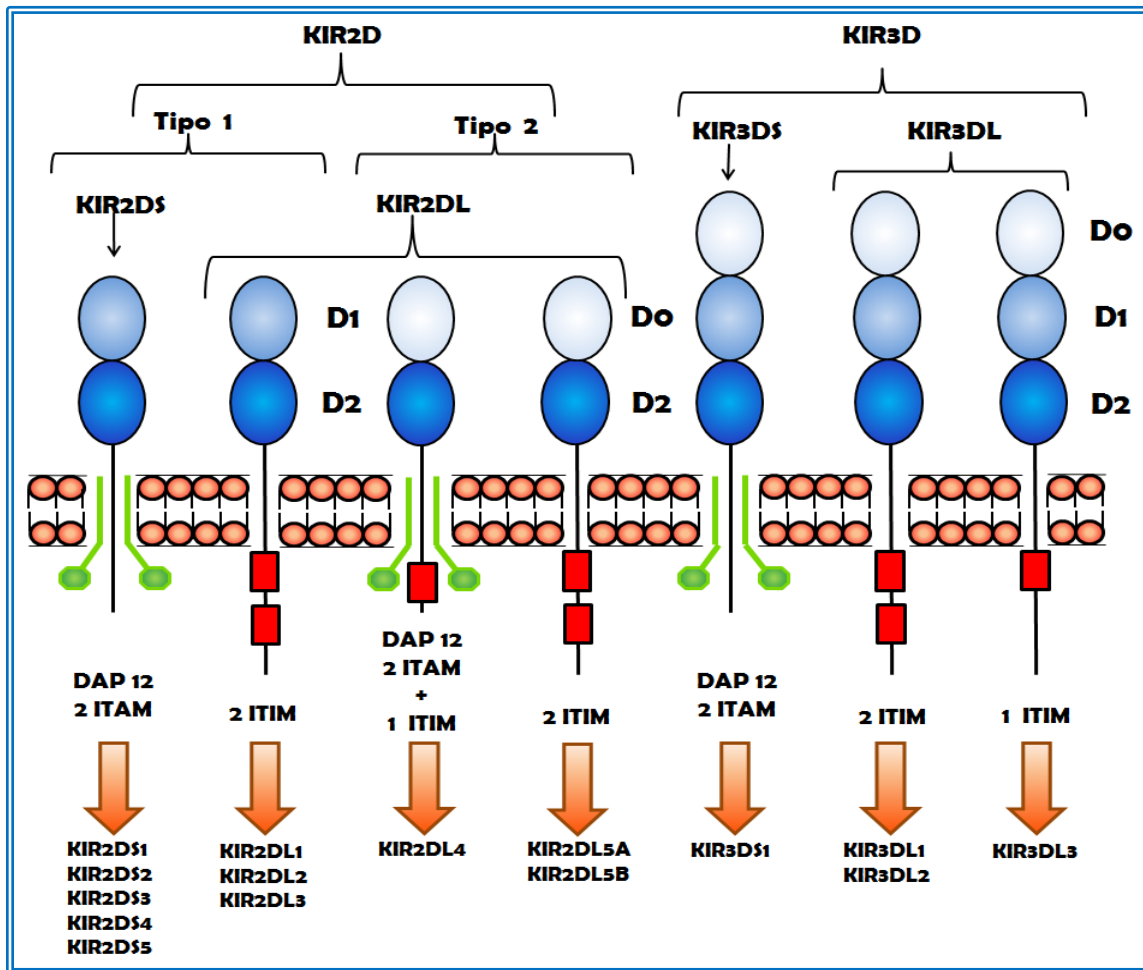 KIR2D
KIR3D
Tipo 1
Tipo 2
KIR3DS
KIR3DL
KIR2DS
KIR2DL
D0
D1
D0
D1
D2
D2
D2
DAP 12
2 ITAM
2 ITIM
DAP 12
2 ITAM
+
1 ITIM
2 ITIM
DAP 12
2 ITAM
2 ITIM
1 ITIM
KIR2DS1
KIR2DS2
KIR2DS3
KIR2DS4
KIR2DS5
KIR2DL1
KIR2DL2
KIR2DL3
KIR2DL4
KIR2DL5A
KIR2DL5B
KIR3DS1
KIR3DL1
KIR3DL2
KIR3DL3